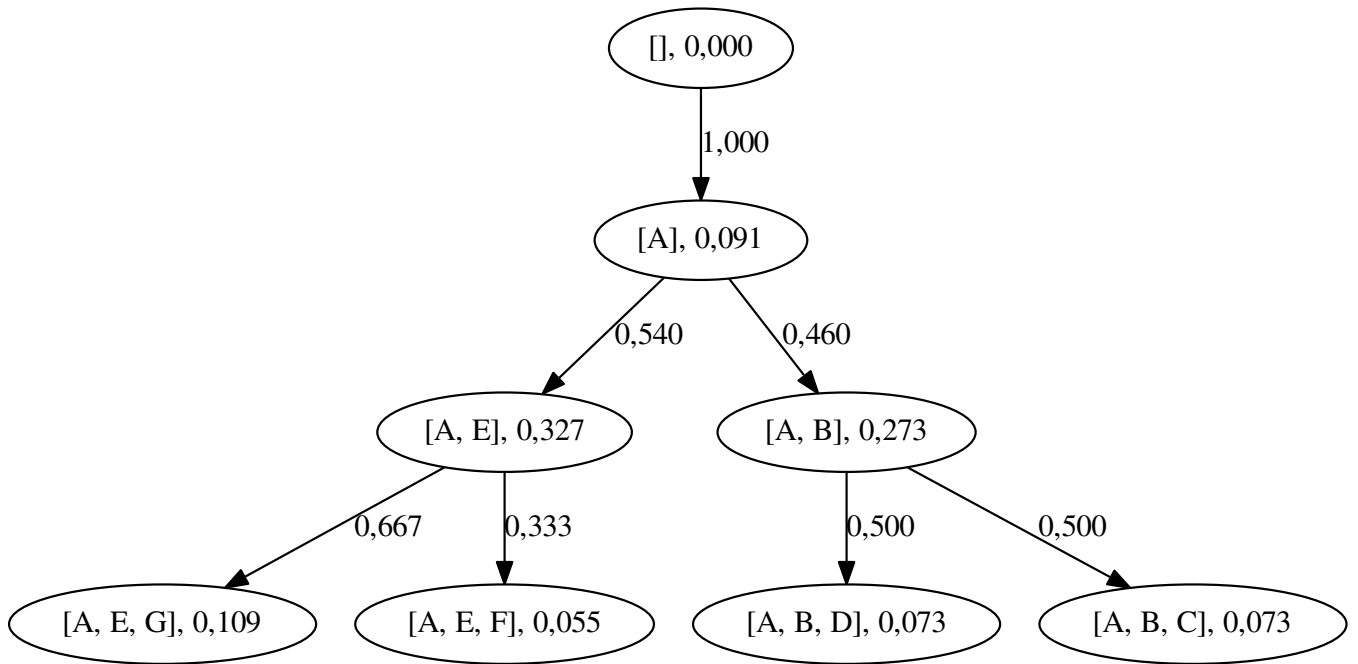 [], 0,000
1,000
[A], 0,091
0,540
0,460
[A, E], 0,327
[A, B], 0,273
0,667
0,333
0,500
0,500
[A, E, G], 0,109
[A, E, F], 0,055
[A, B, D], 0,073
[A, B, C], 0,073